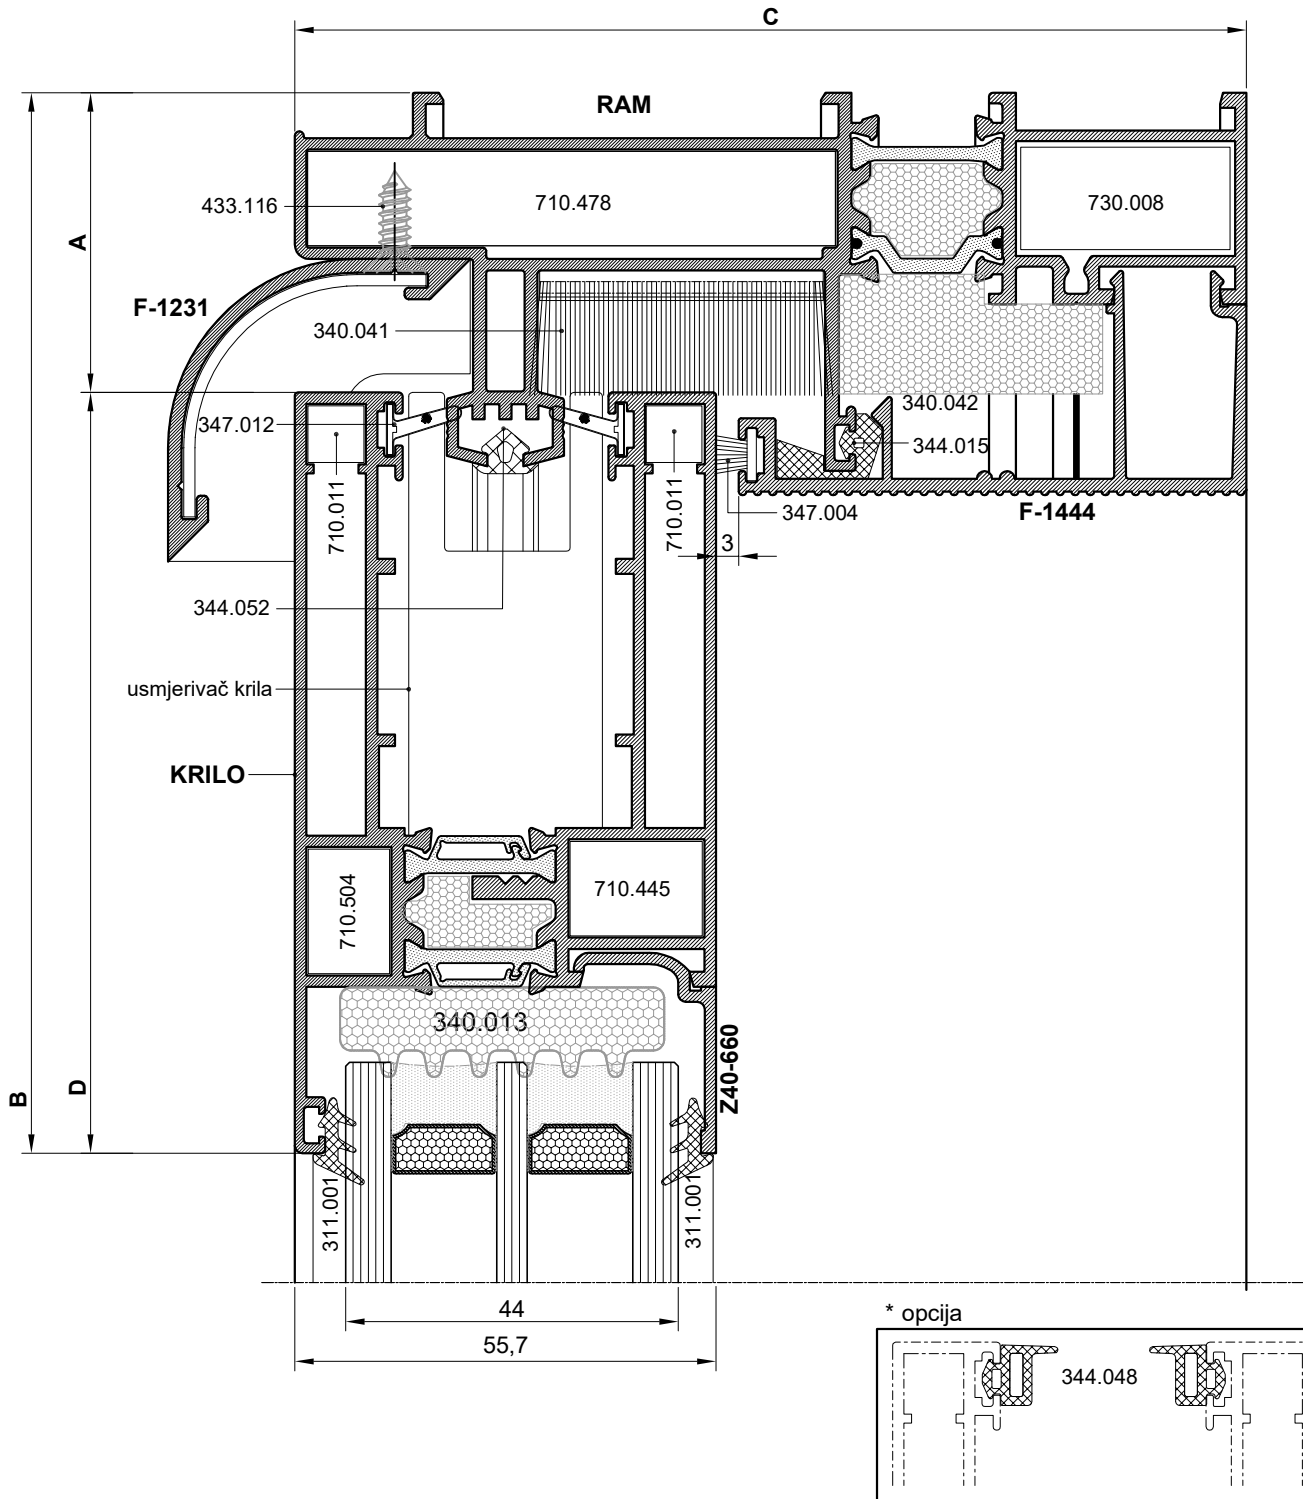 C
RAM
433.116
710.478
730.008
A
F-1231
340.041
340.042
347.012
344.015
710.011
710.011
347.004
F-1444
3
344.052
usmjerivač krila
KRILO
710.504
710.445
340.013
Z40-660
B
D
311.001
311.001
44
55,7
* opcija
344.048